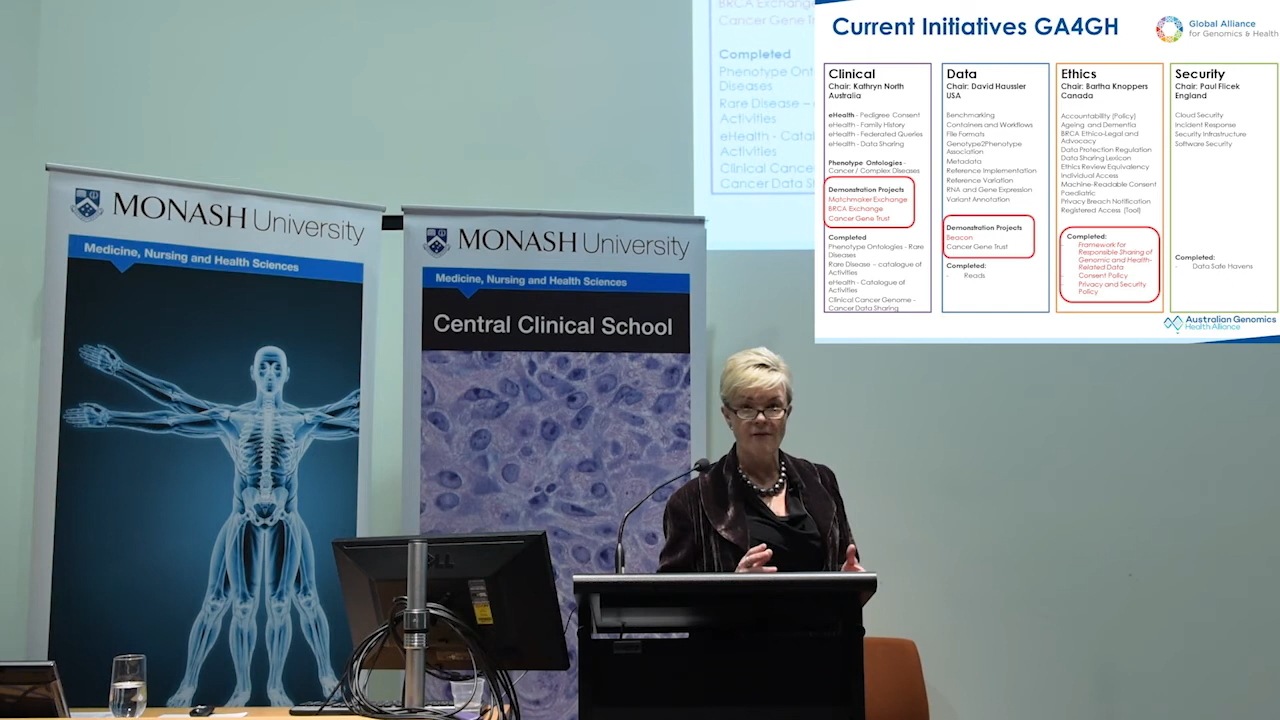 BRCA Exchang
Cancer Gene Tr
Completed
Phenotype Ont
Diseases
Rare Disease –
Activities
eHealth - Cata
Activities
Clinical Cance
Cancer Data S
Current Initiatives GA4GH
Global Alliance
for Genomics & Health
Clinical
Chair: Kathryn North
Australia
eHealth - Pedigree Consent
eHealth - Family History
eHealth - Federated Queries
eHealth - Data Sharing
Phenotype Ontologies -
Cancer / Complex Diseases
Demonstration Projects
Matchmaker Exchange
BRCA Exchange
Cancer Gene Trust
Completed
Phenotype Ontologies - Rare
Diseases
Rare Disease – catalogue of
Activities
eHealth - Catalogue of
Activities
Clinical Cancer Genome -
Cancer Data Sharing
Data
Chair: David Haussler
USA
Benchmarking
Containers and Workflows
File Formats
Genotype2Phenotype
Association
Metadata
Reference Implementation
Reference Variation
RNA and Gene Expression
Variant Annotation
Demonstration Projects
Beacon
Cancer Gene Trust
Completed:
- Reads
Ethics
Chair: Bartha Knoppers
Canada
Accountability (Policy)
Ageing and Dementia
BRCA Ethico-Legal and
Advocacy
Data Protection Regulation
Data Sharing Lexicon
Ethics Review Equivalency
Individual Access
Machine-Readable Consent
Paediatric
Privacy Breach Notification
Registered Access (Tool)
Completed:
- Framework for
Responsible Sharing of
Genomic and Health-
Related Data
- Consent Policy
- Privacy and Security
Policy
Security
Chair: Paul Flicek
England
Cloud Security
Incident Response
Security Infrastructure
Software Security
Completed:
- Data Safe Havens
Australian Genomics
Health Alliance
MONASH University
Medicine, Nursing and Health Sciences
MONASH University
Medicine, Nursing and Health Sciences
Central Clinical School
DELL